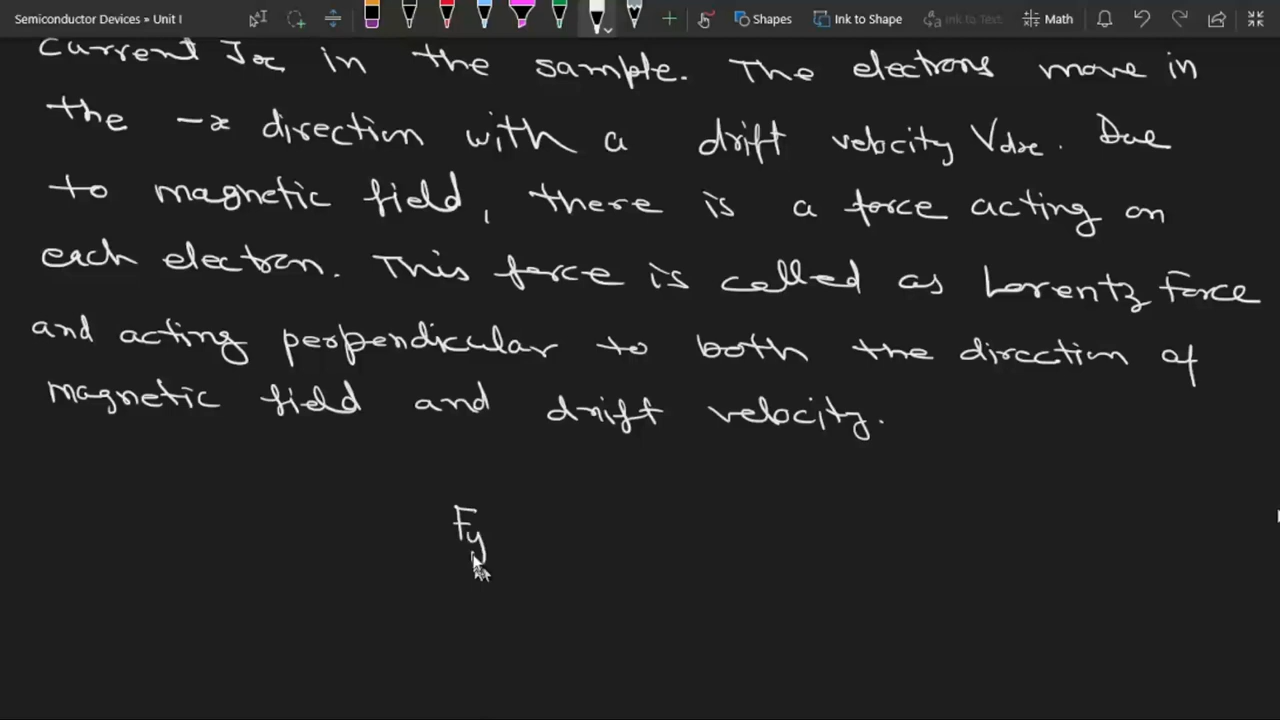 Semiconductor Devices » Unit I
Shapes
Ink to Shape
Ink to Text
Math
current Jx in the sample. The electrons move in
the -x direction with a drift velocity Vdx. Due
to magnetic field, there is a force acting on
each electron. This force is called as Lorentz Force
and acting perpendicular to both the direction of
magnetic field and drift velocity.
Fy